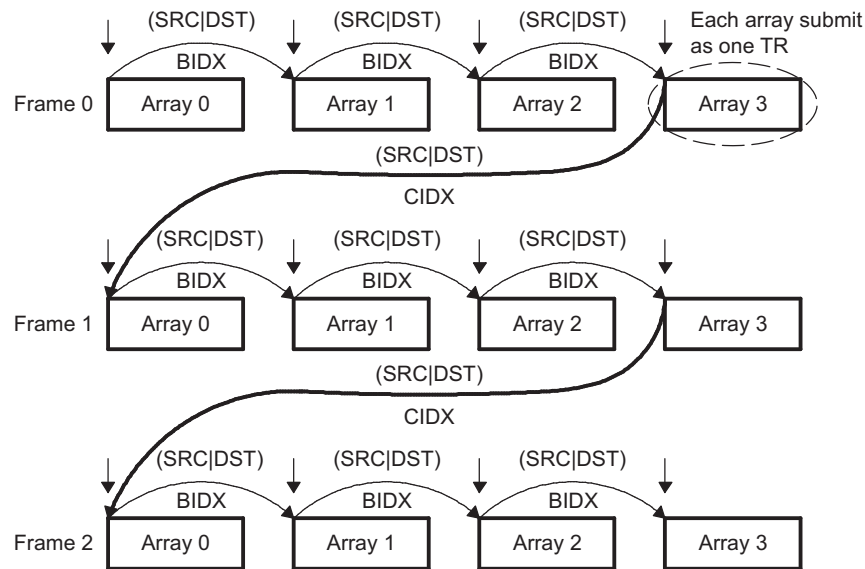 (SRC|DST) (SRC|DST) (SRC|DST) Each array submit
as one TR
BIDX BIDX BIDX
Frame 0 Array 0 Array 1 Array 2 Array 3
(SRC|DST)
CIDX
(SRC|DST) (SRC|DST) (SRC|DST)
BIDX BIDX BIDX
Frame 1 Array 0 Array 1 Array 2 Array 3
(SRC|DST)
CIDX
(SRC|DST) (SRC|DST) (SRC|DST)
BIDX BIDX BIDX
Frame 2 Array 0 Array 1 Array 2 Array 3